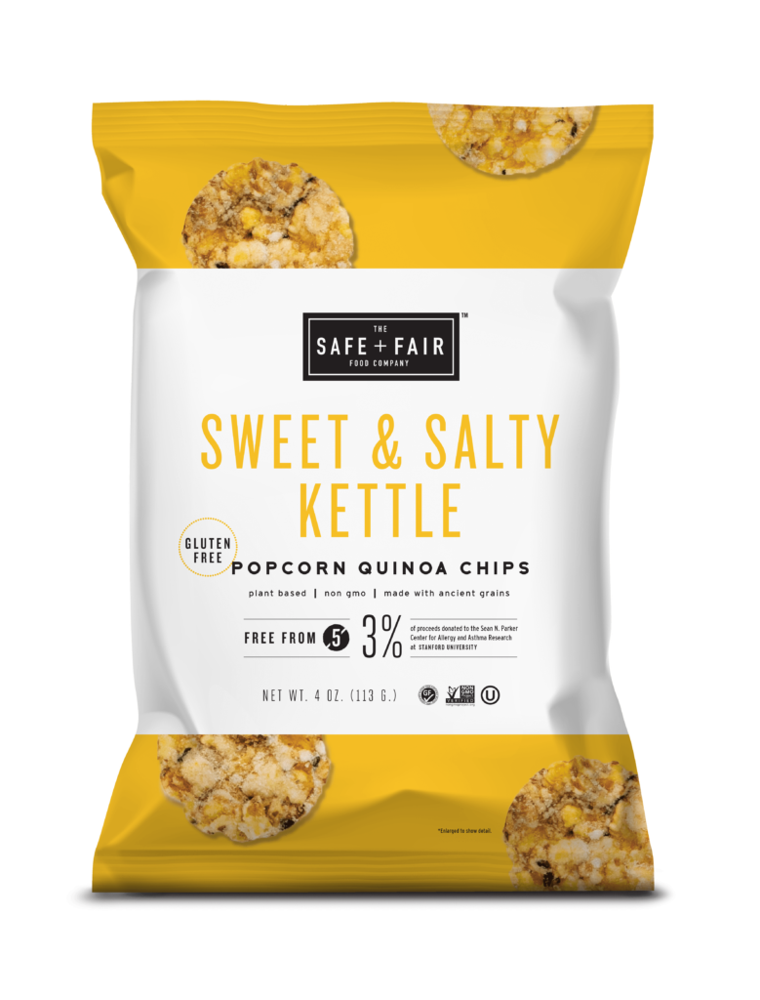 THE
SAFE + FAIR
FOOD COMPANY
TM
SWEET & SALTY
KETTLE
GLUTEN
FREE
POPCORN QUINOA CHIPS
plant based | non gmo | made with ancient grains
FREE FROM 5
3%
of proceeds donated to the Sean N. Parker
Center for Allergy and Asthma Research
at STANFORD UNIVERSITY
NET WT. 4 OZ. (113 G.)
GF
NON
GMO
Project
VERIFIED
nongmoproject.org
U
*Enlarged to show detail.